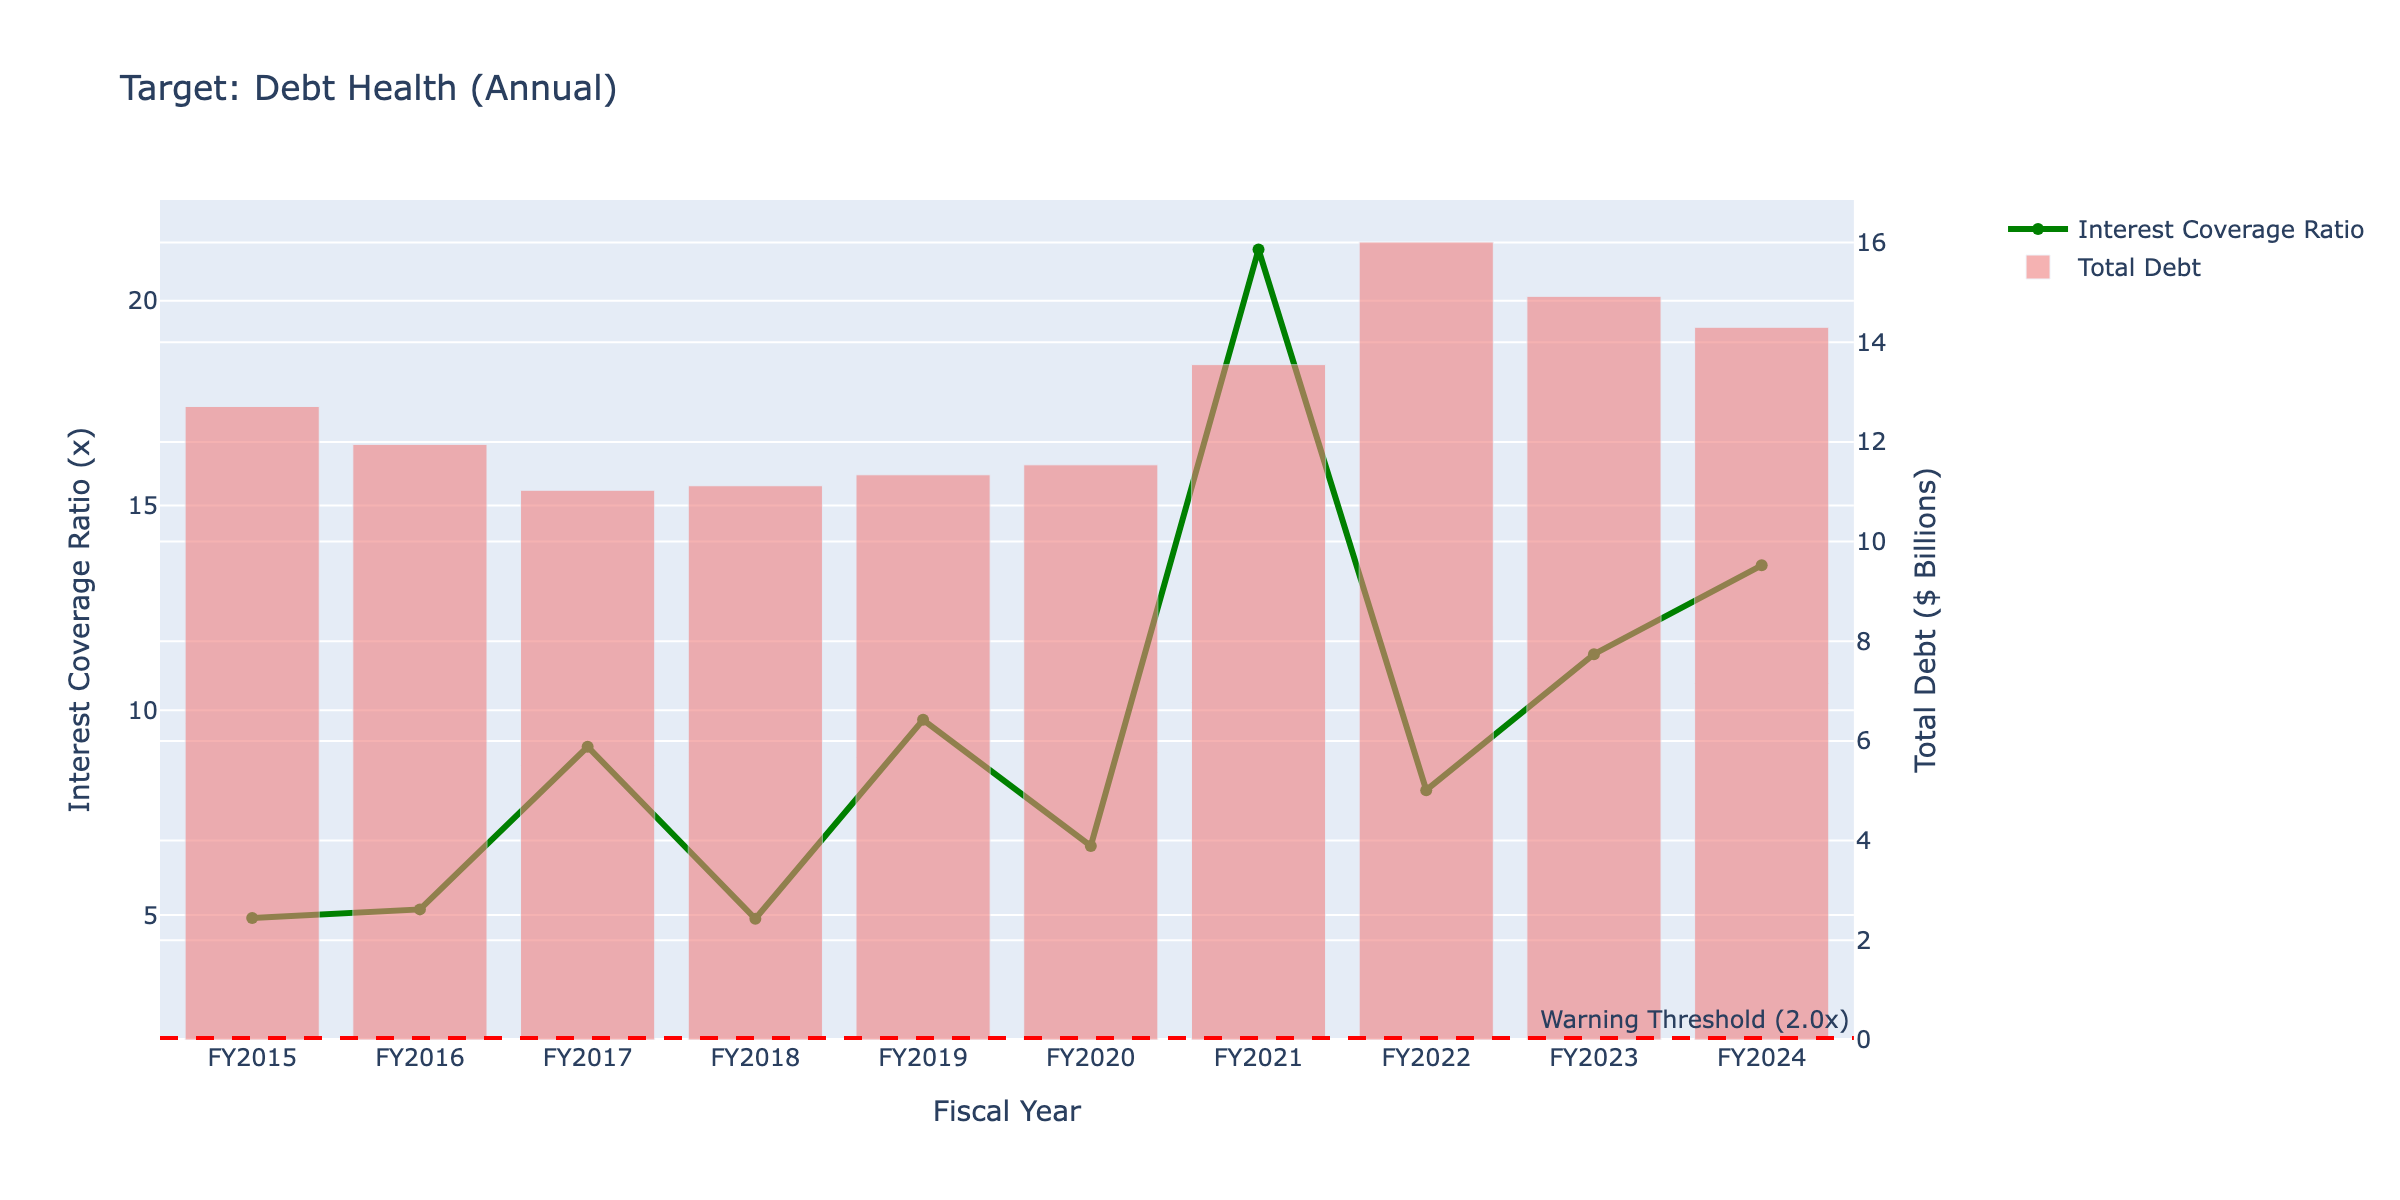 Target: Debt Health (Annual)
Interest Coverage Ratio
Total Debt
Interest Coverage Ratio (x)
20
15
10
5
16
14
12
10
8
6
4
2
0
Total Debt ($ Billions)
Warning Threshold (2.0x)
FY2015
FY2016
FY2017
FY2018
FY2019
FY2020
FY2021
FY2022
FY2023
FY2024
Fiscal Year